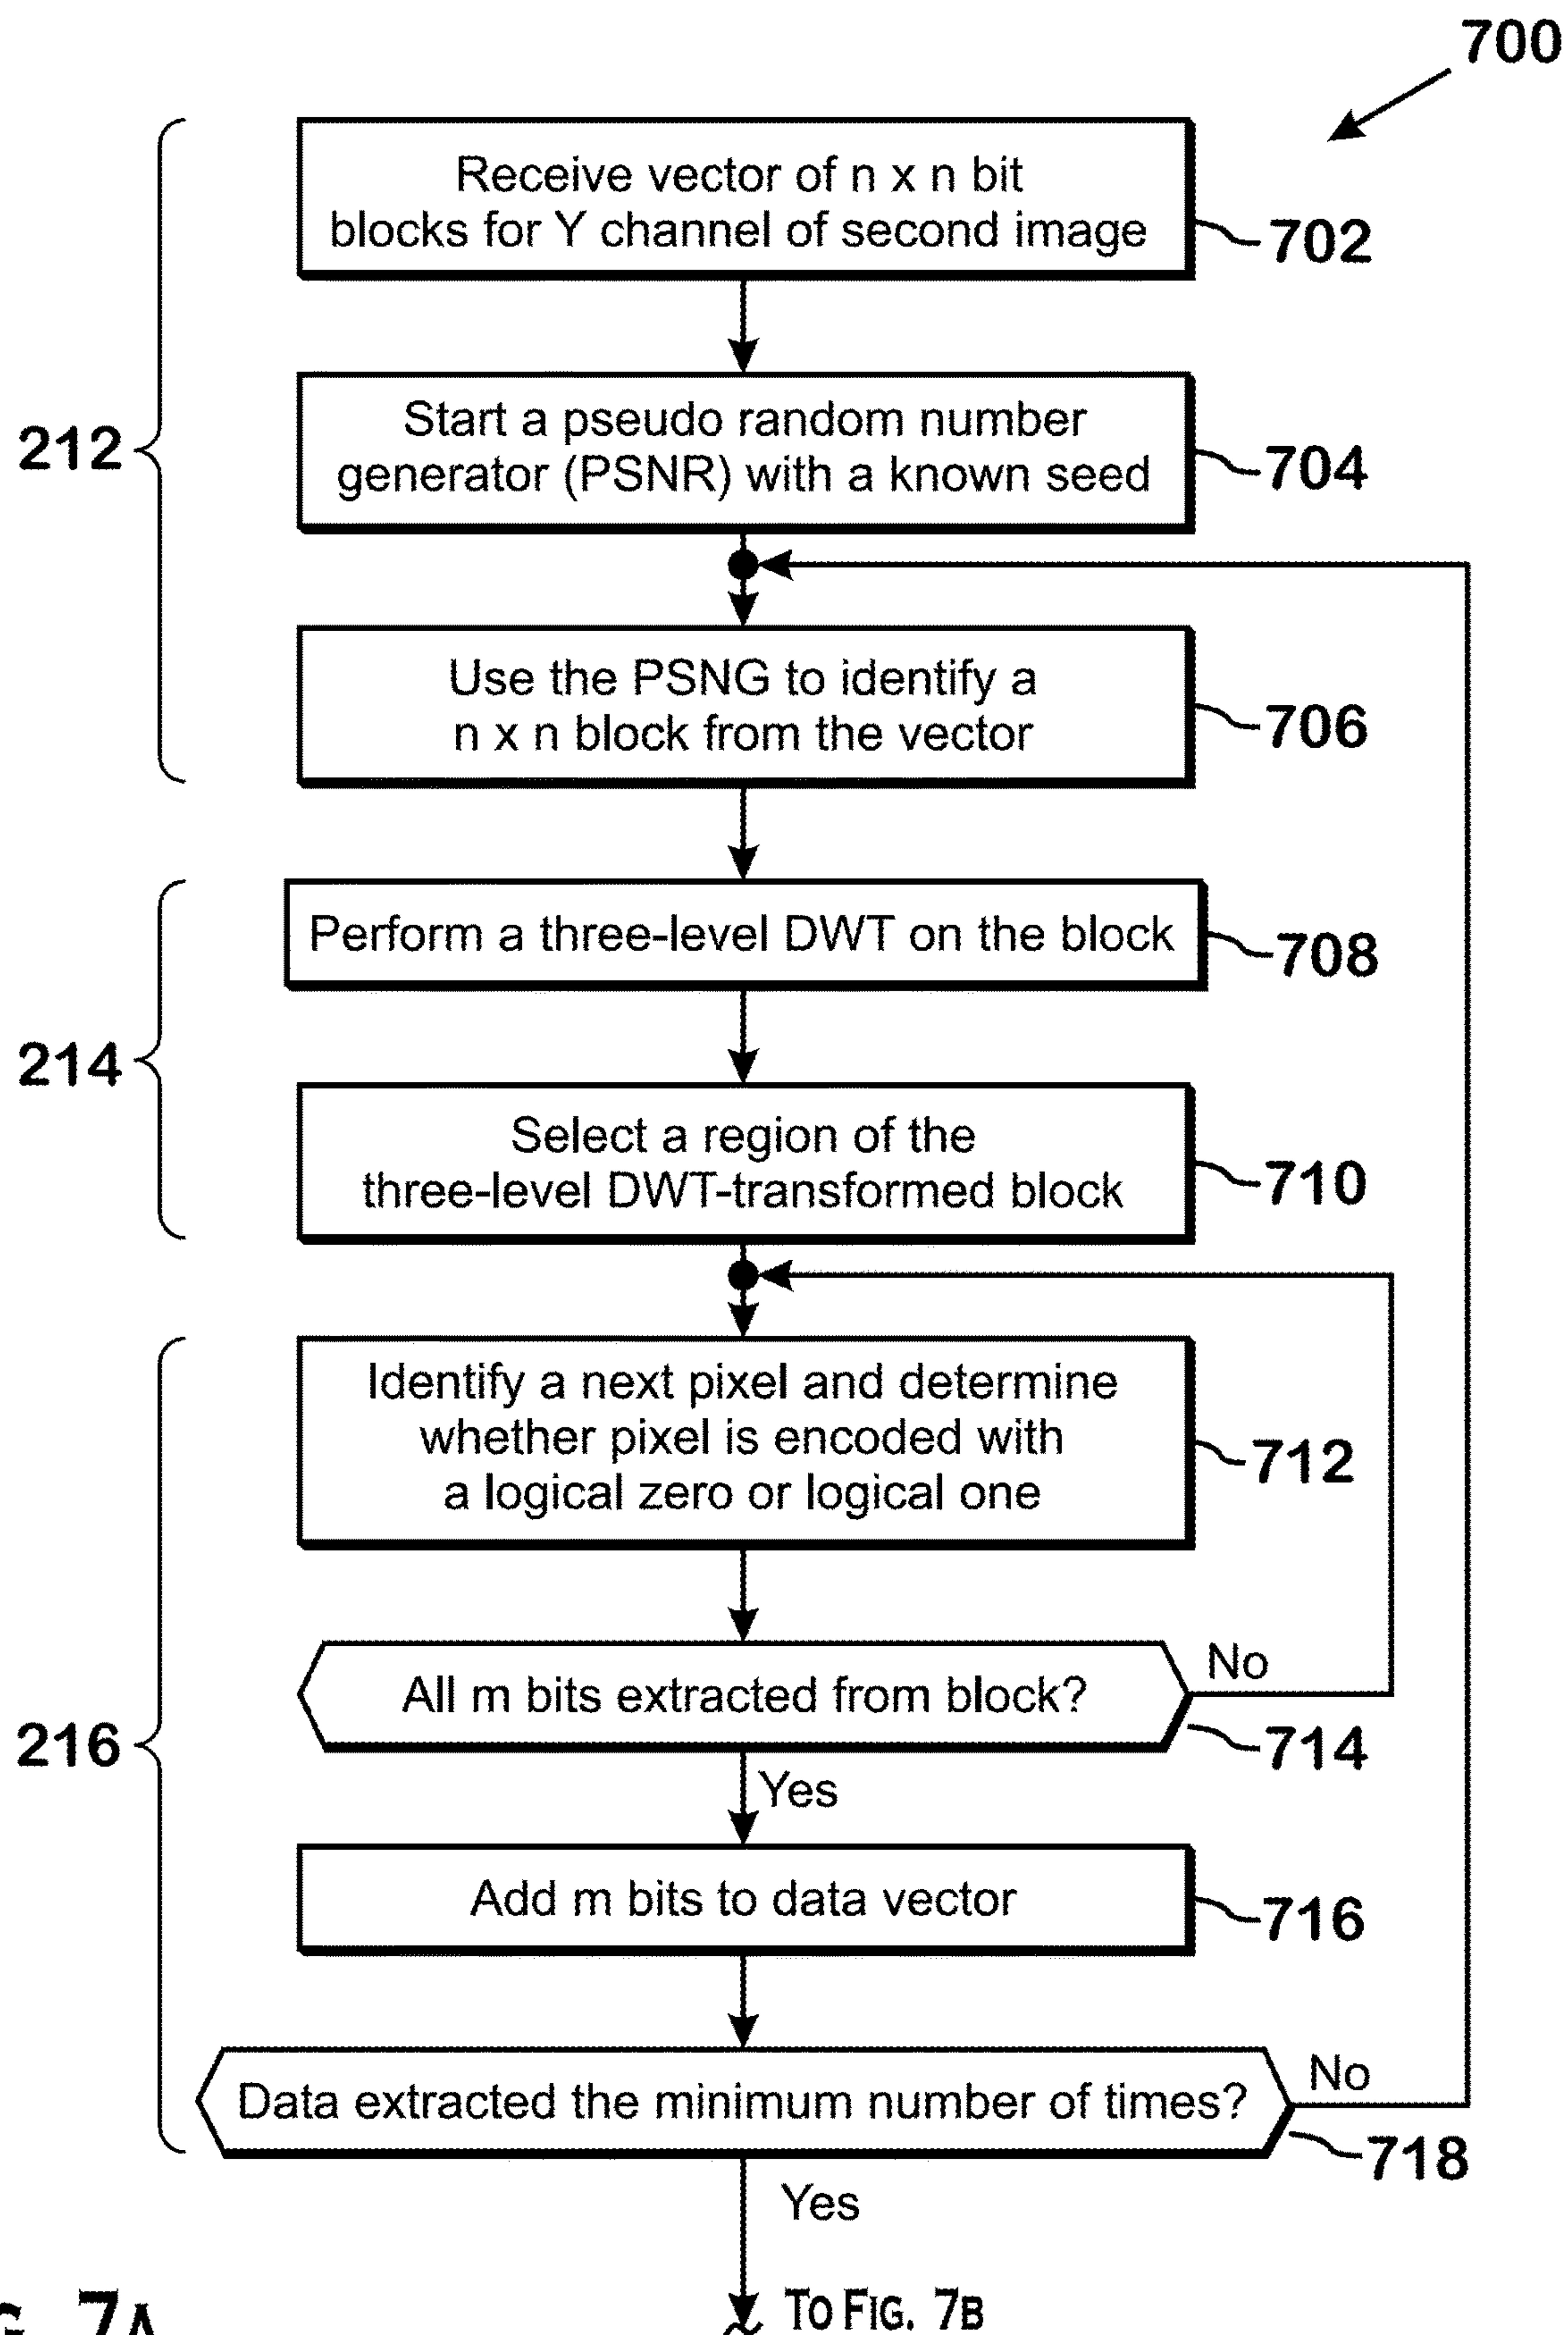 700
Receive vector of n x n bit
blocks for Y channel of second image
702
212
Start a pseudo random number
generator (PSNR) with a known seed
704
Use the PSNG to identify a
n x n block from the vector
706
214
Perform a three-level DWT on the block
708
Select a region of the
three-level DWT-transformed block
710
216
Identify a next pixel and determine
whether pixel is encoded with
a logical zero or logical one
712
All m bits extracted from block?
No
714
Yes
Add m bits to data vector
716
Data extracted the minimum number of times?
No
718
Yes
TO FIG. 7B
G. 7A